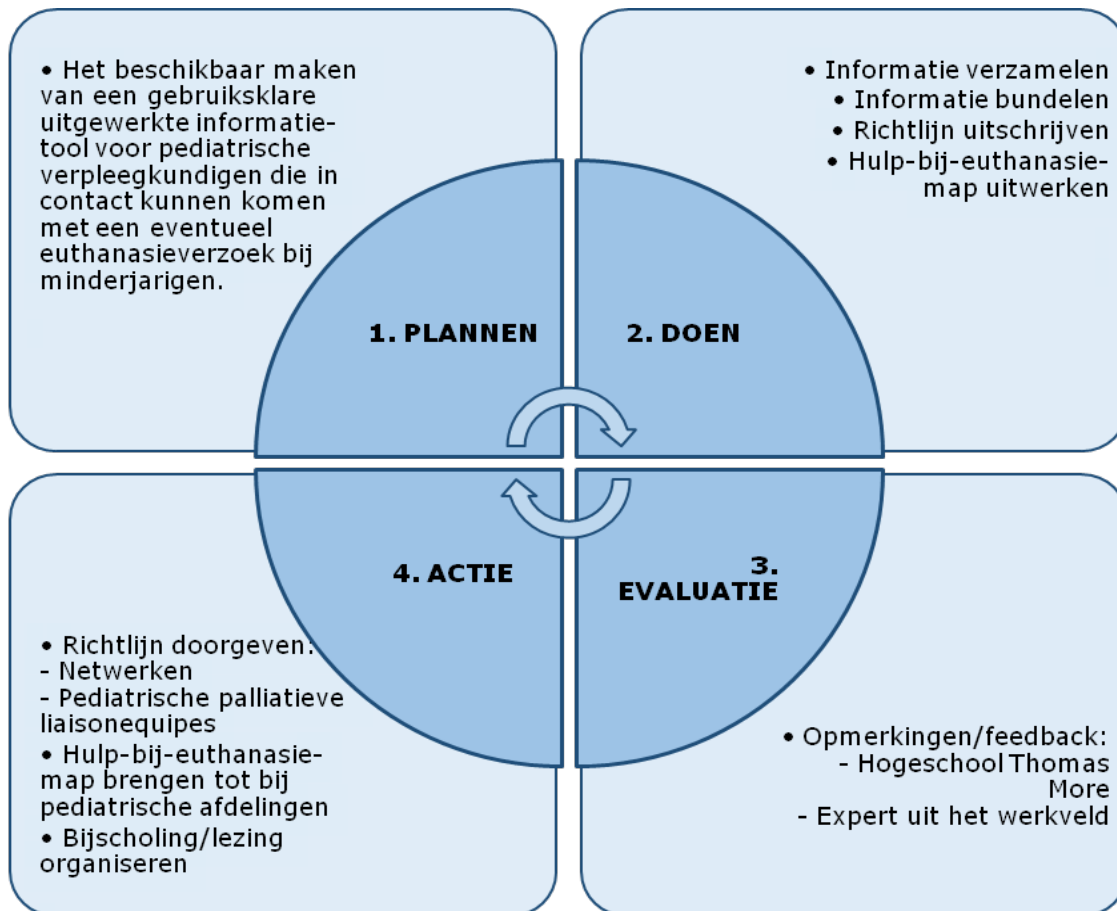 • Het beschikbaar maken
van een gebruiksklare
uitgewerkte informatie-
tool voor pediatrische
verpleegkundigen die in
contact kunnen komen
met een eventueel
euthanasieverzoek bij
minderjarigen.
1. PLANNEN
• Informatie verzamelen
• Informatie bundelen
• Richtlijn uitschrijven
• Hulp-bij-euthanasie-
map uitwerken
2. DOEN
3.
EVALUATIE
• Opmerkingen/feedback:
- Hogeschool Thomas
More
- Expert uit het werkveld
4. ACTIE
• Richtlijn doorgeven:
- Netwerken
- Pediatrische palliatieve
liaisonequipes
• Hulp-bij-euthanasie-
map brengen tot bij
pediatrische afdelingen
• Bijscholing/lezing
organiseren